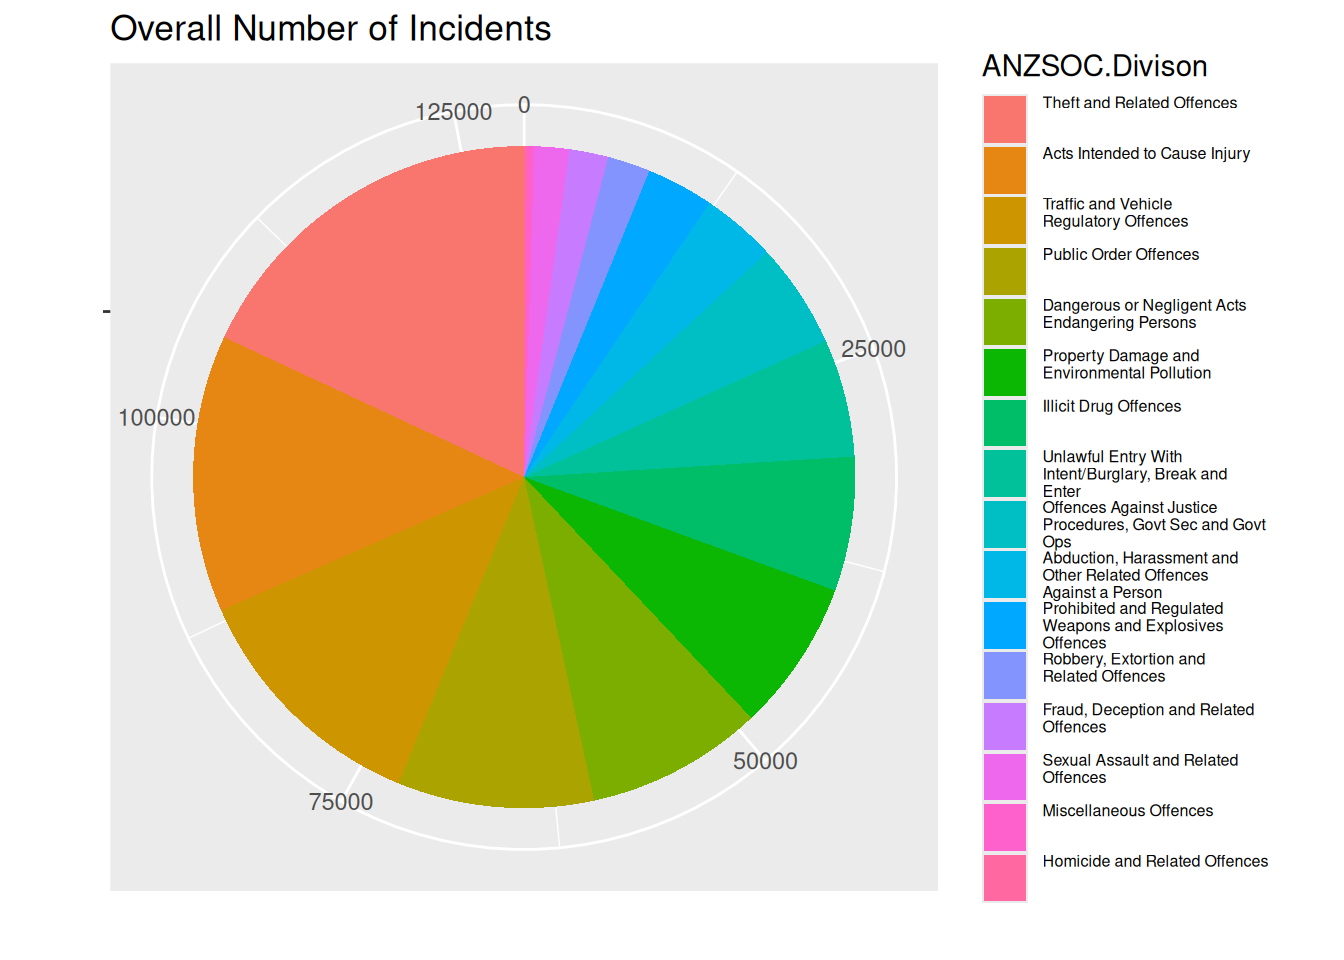 Overall Number of Incidents
125000
0
25000
100000
50000
75000
ANZSOC.Divison
Theft and Related Offences
Acts Intended to Cause Injury
Traffic and Vehicle
Regulatory Offences
Public Order Offences
Dangerous or Negligent Acts
Endangering Persons
Property Damage and
Environmental Pollution
Illicit Drug Offences
Unlawful Entry With
Intent/Burglary, Break and
Enter
Offences Against Justice
Procedures, Govt Sec and Govt
Ops
Abduction, Harassment and
Other Related Offences
Against a Person
Prohibited and Regulated
Weapons and Explosives
Offences
Robbery, Extortion and
Related Offences
Fraud, Deception and Related
Offences
Sexual Assault and Related
Offences
Miscellaneous Offences
Homicide and Related Offences